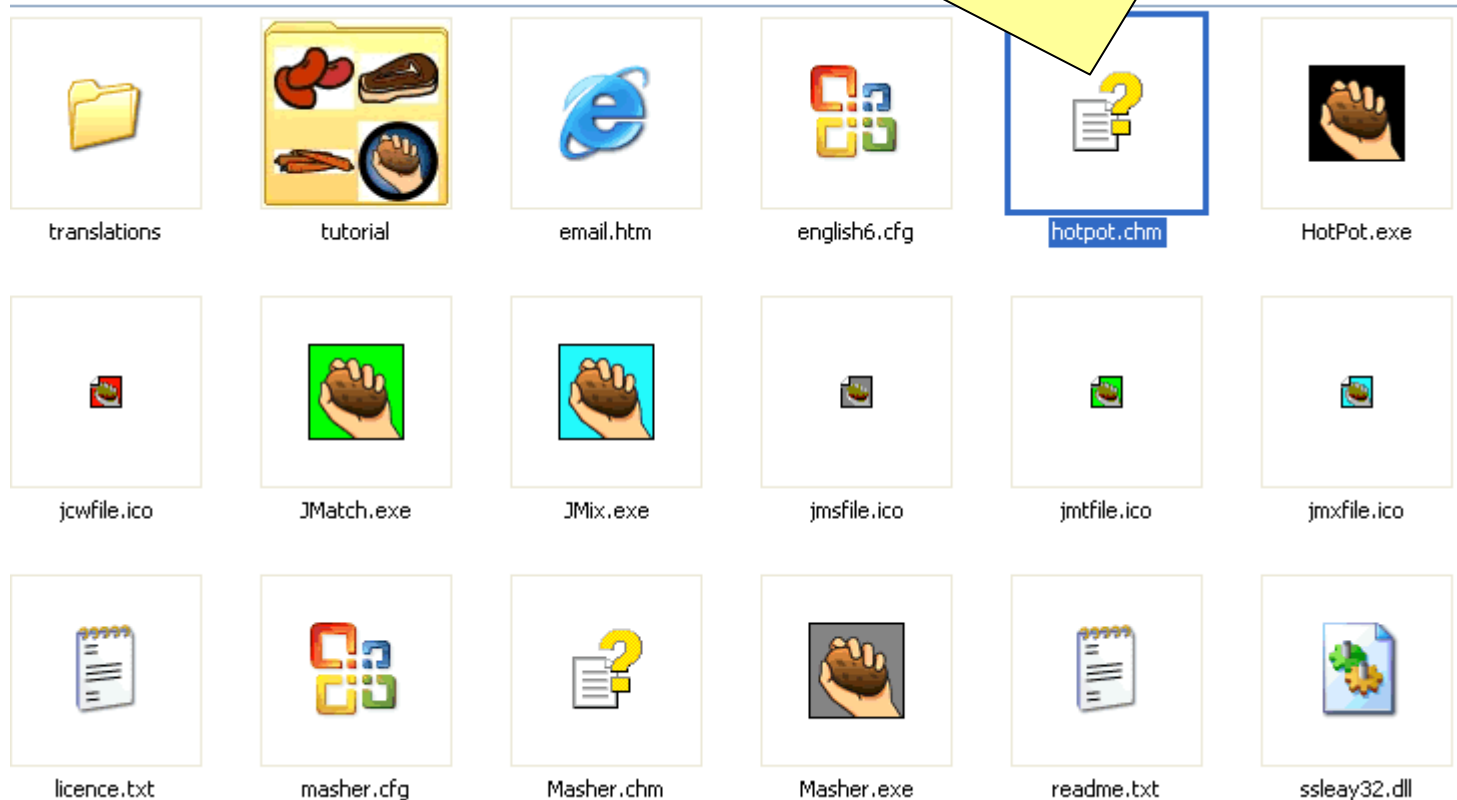 translations tutorial email.htm english6.cfg hotpot.chm HotPot.exe
jcwfile.ico JMatch.exe JMix.exe jmsfile.ico jmtfile.ico jmxfile.ico
licence.txt masher.cfg Masher.chm Masher.exe readme.txt ssleay32.dll